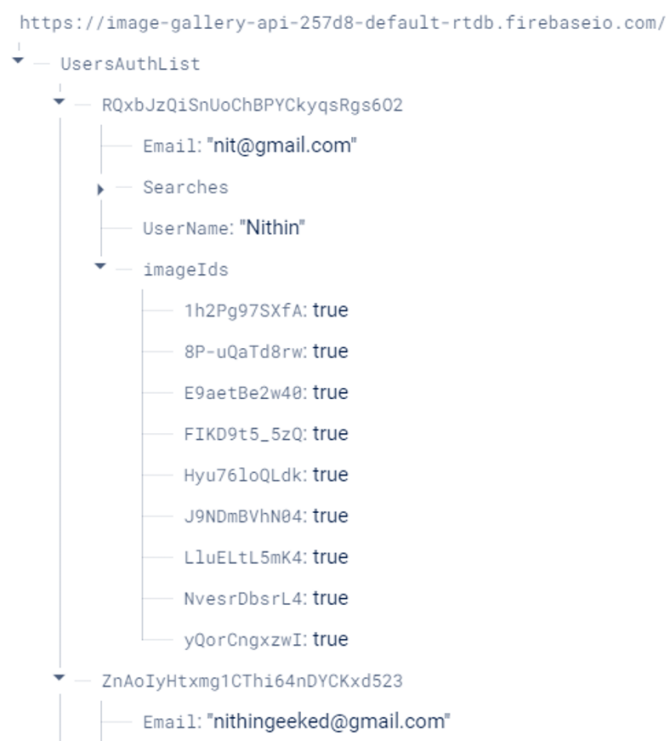 https://image-gallery-api-257d8-default-rtdb.firebaseio.com/
UsersAuthList
RQxbJzQiSnUoChBPYCkyqsRgs6O2
Email: "nit@gmail.com"
Searches
UserName: "Nithin"
imageIds
1h2Pg97SXfA: true
8P-uQaTd8rw: true
E9aetBe2w40: true
FIKD9t5_5zQ: true
Hyu76loQLdk: true
J9NDmBVhN04: true
LluELtL5mK4: true
NvesrDbsrL4: true
yQorCngxzwI: true
ZnAoIyHtxmg1CThi64nDYCKxd523
Email: "nithingeeked@gmail.com"